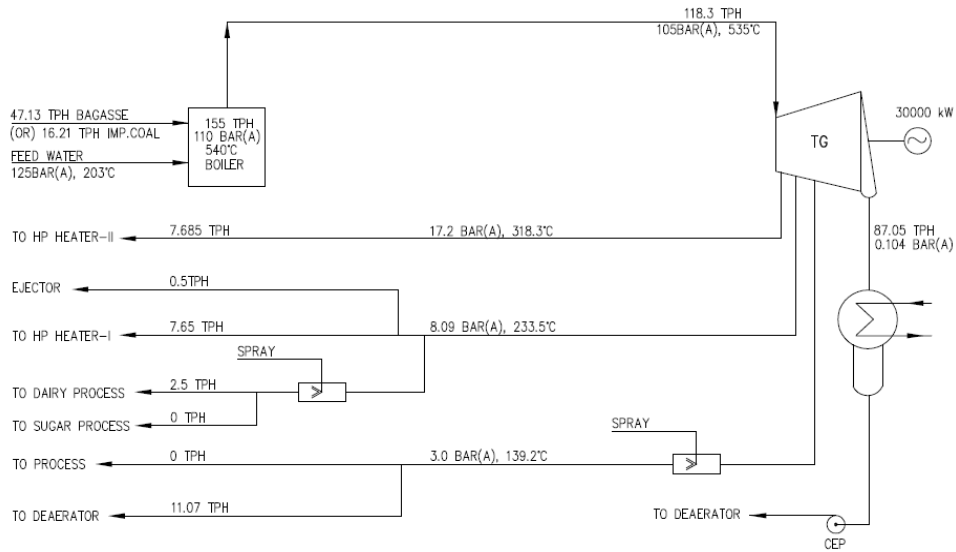 118.3 TPH
105BAR(A), 535°C
47.13 TPH BAGASSE
(OR) 16.21 TPH IMP.COAL
FEED WATER
125BAR(A), 203°C
155 TPH
110 BAR(A)
540°C
BOILER
TG
30000 kW
TO HP HEATER-II
7.685 TPH
17.2 BAR(A), 318.3°C
87.05 TPH
0.104 BAR(A)
EJECTOR
0.5TPH
TO HP HEATER-I
7.65 TPH
8.09 BAR(A), 233.5°C
SPRAY
TO DAIRY PROCESS
2.5 TPH
TO SUGAR PROCESS
0 TPH
SPRAY
TO PROCESS
0 TPH
3.0 BAR(A), 139.2°C
TO DEAERATOR
11.07 TPH
TO DEAERATOR
CEP